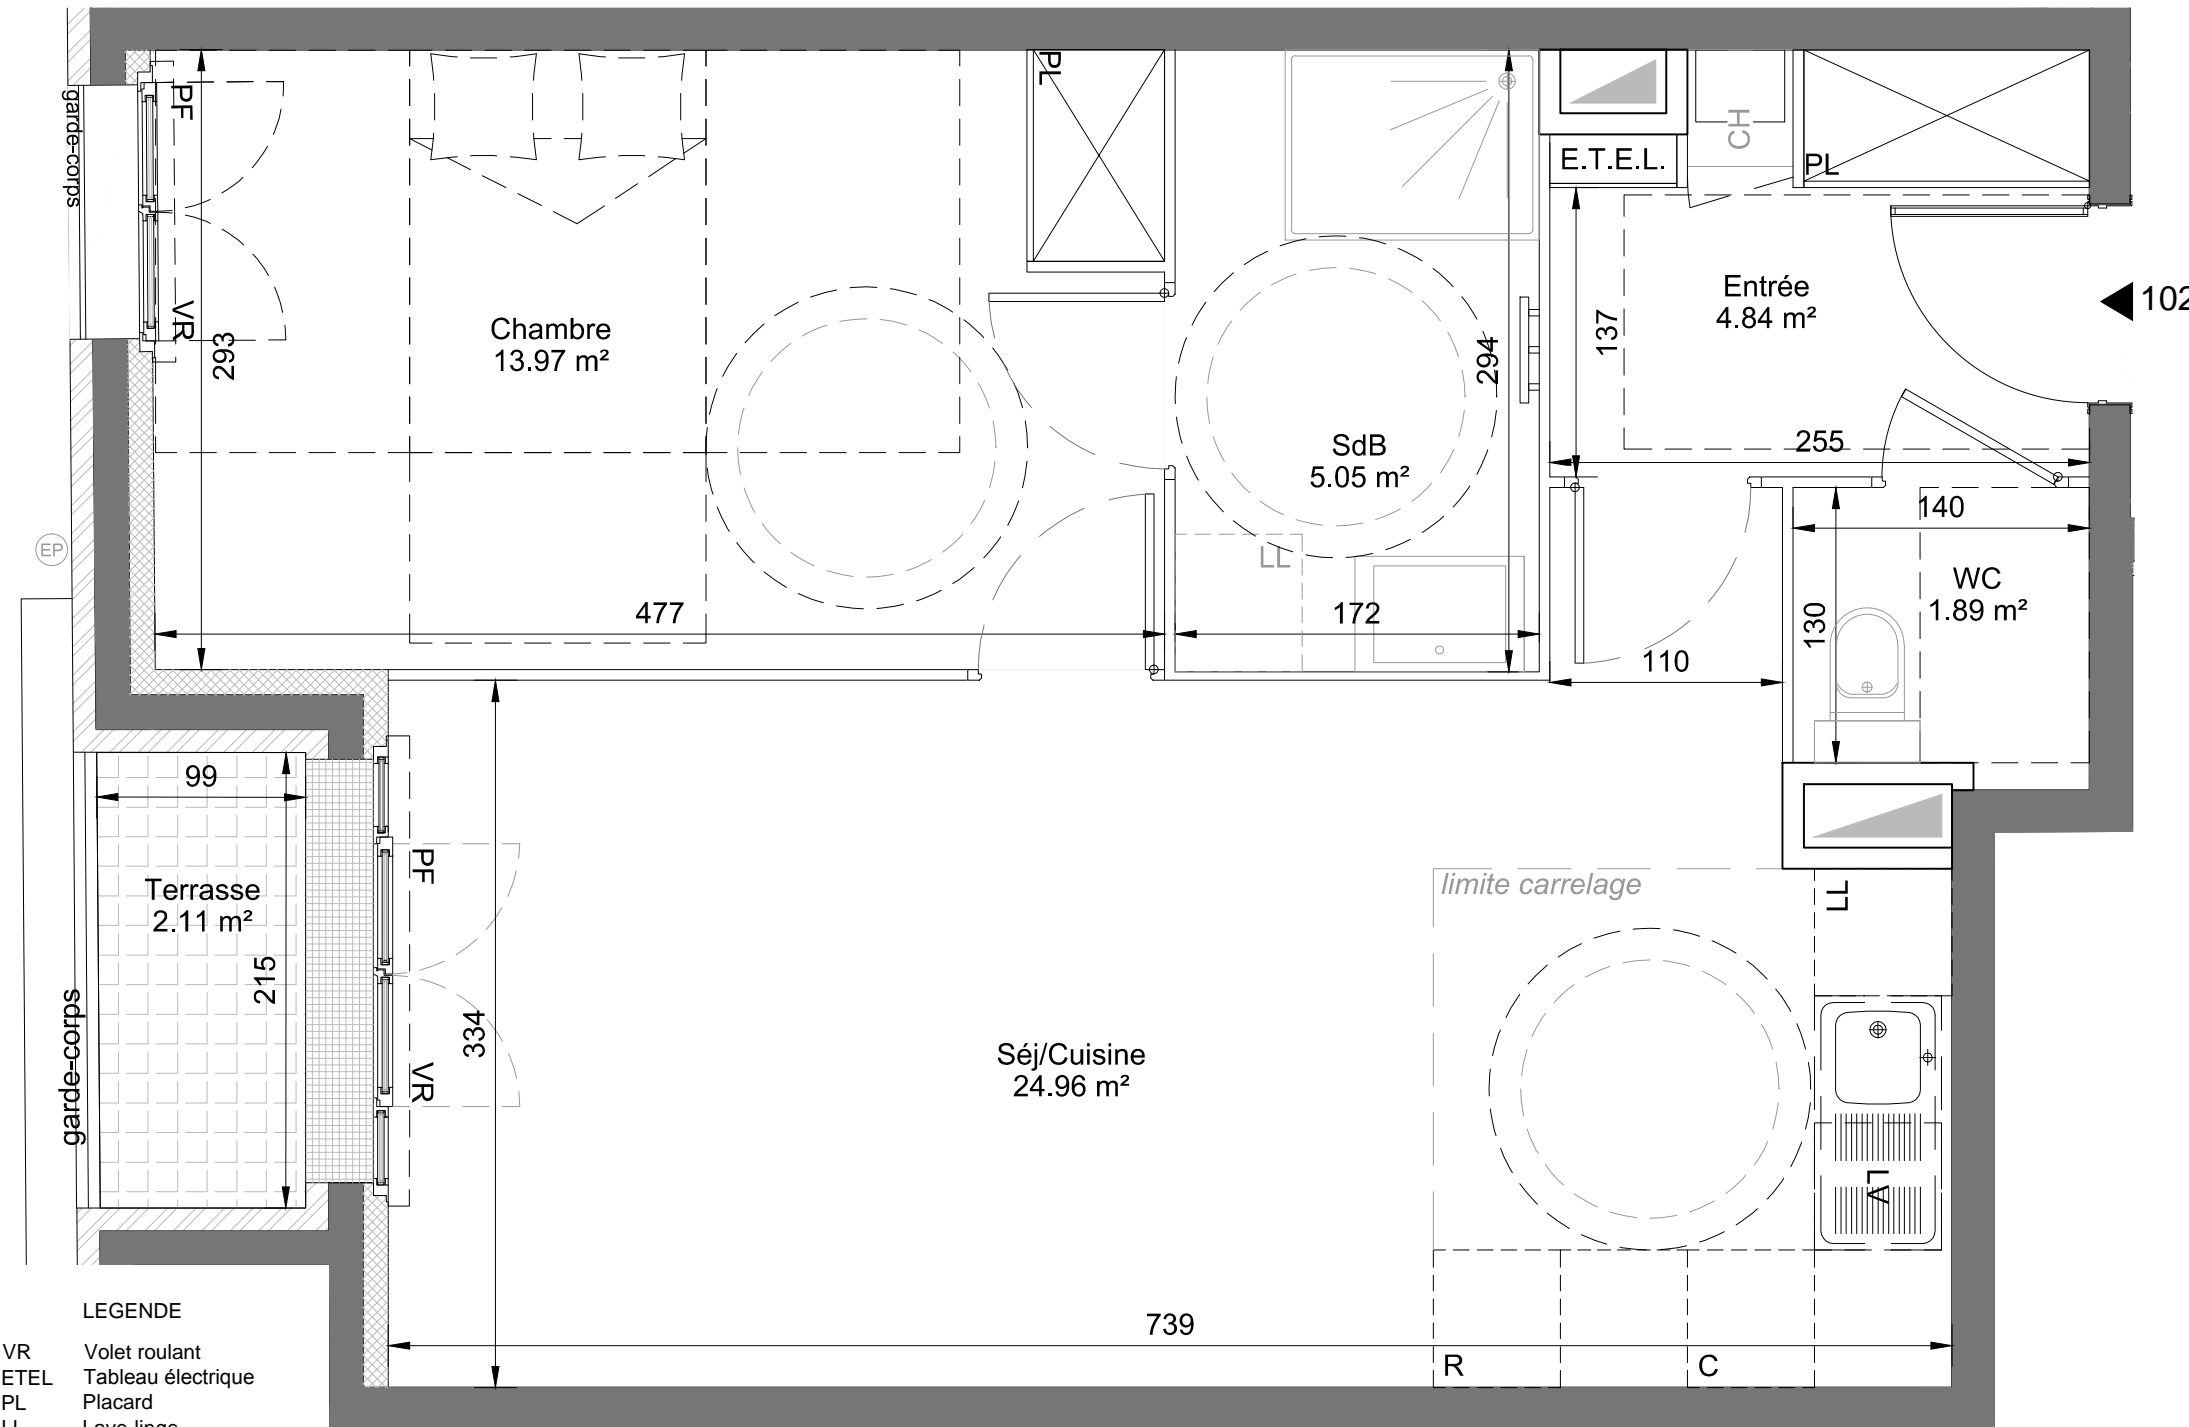 garde-corps
PF
VR
293
Chambre
13.97 m²
477
PL
SdB
5.05 m²
294
172
LL
E.T.E.L.
CH
PL
Entrée
4.84 m²
137
255
102
140
WC
1.89 m²
130
110
EP
99
Terrasse
2.11 m²
215
garde-corps
PF
VR
334
Séj/Cuisine
24.96 m²
739
limite carrelage
LL
LV
R
C
LEGENDE
VR Volet roulant
ETEL Tableau électrique
PL Placard
LL Lave linge